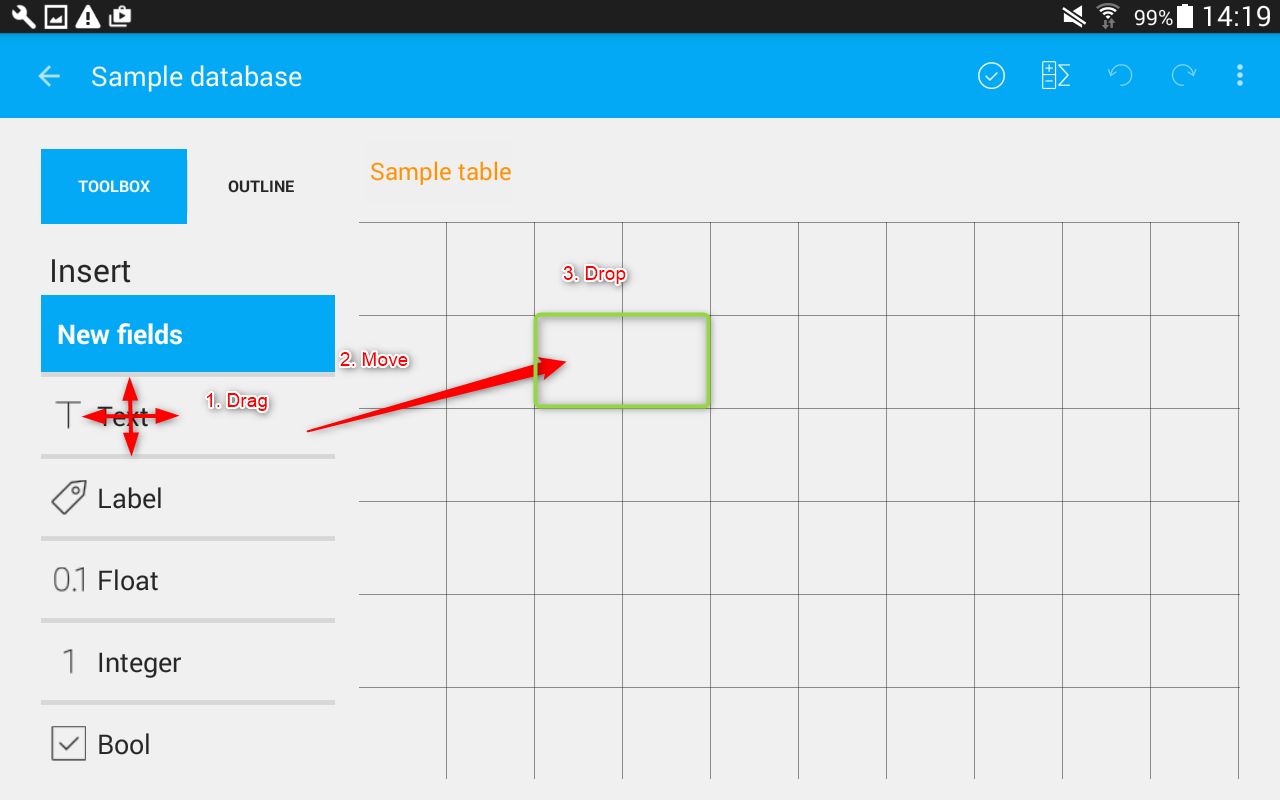 99% 14:19
Sample database
TOOLBOX OUTLINE
Sample table
Insert
3. Drop
New fields
2. Move
1. Drag
Text
Label
0.1 Float
1 Integer
Bool